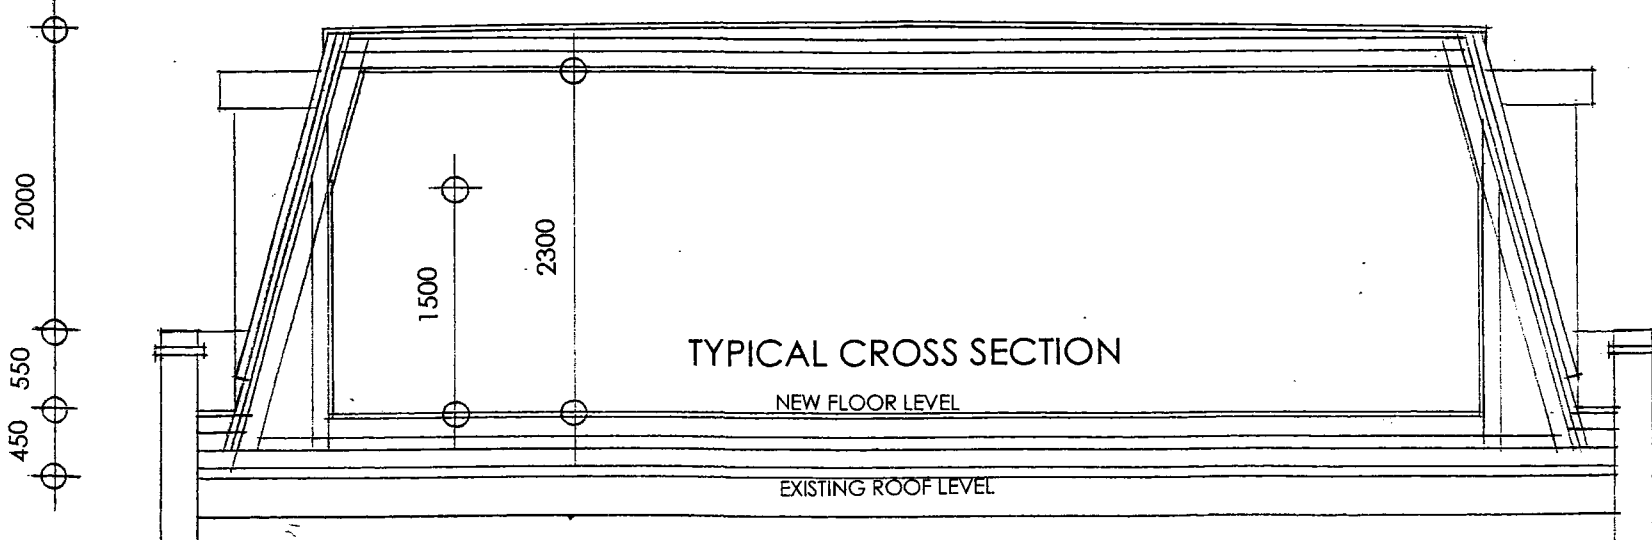 2000
550
450
1500
2300
TYPICAL CROSS SECTION
NEW FLOOR LEVEL
EXISTING ROOF LEVEL